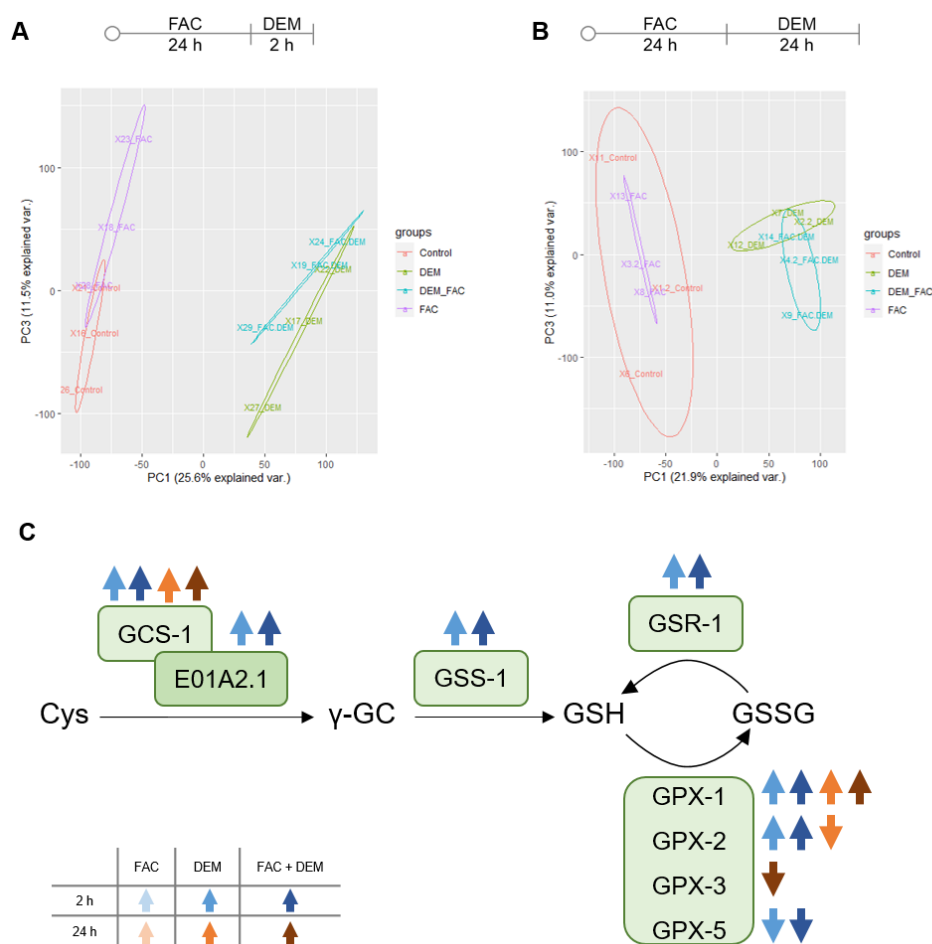 A
FAC
24 h
DEM
2 h
B
FAC
24 h
DEM
24 h
X23_FAC
X18_FAC
X21_Control
X16_Control
26_Control
X24_FAC.DEM
X19_FAC.DEM
X22_DEM
X17_DEM
X29_FAC.DEM
X27_DEM
100
0
-100
-100
-50
0
50
100
PC3 (11.5% explained var.)
PC1 (25.6% explained var.)
groups
Control
DEM
DEM_FAC
FAC
X11_Control
X13_FAC
X3.2_FAC
X8_FAC
X1.2_Control
X6_Control
X7_DEM
X2.2_DEM
X14_FAC.DEM
X12_DEM
X4.2_FAC.DEM
X9_FAC.DEM
100
0
-100
-100
-50
0
50
100
PC3 (11.0% explained var.)
PC1 (21.9% explained var.)
groups
Control
DEM
DEM_FAC
FAC
C
GCS-1
E01A2.1
GSS-1
GSR-1
Cys
γ-GC
GSH
GSSG
GPX-1
GPX-2
GPX-3
GPX-5
FAC DEM FAC + DEM
2 h
24 h